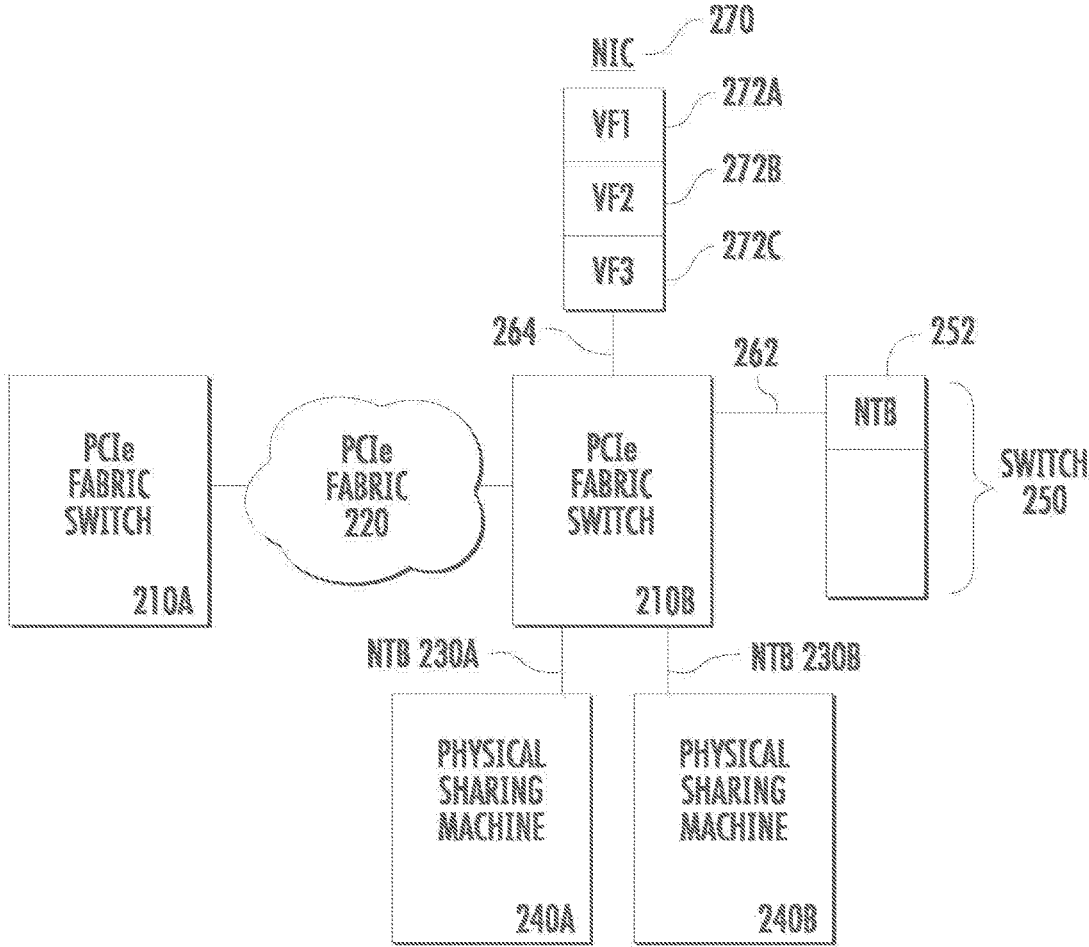 270
NIC
272A
VF1
272B
VF2
272C
VF3
264
252
262
NTB
PCIe
FABRIC
SWITCH
210A
PCIe
FABRIC
220
PCIe
FABRIC
SWITCH
210B
SWITCH
250
NTB 230A
NTB 230B
PHYSICAL
SHARING
MACHINE
240A
PHYSICAL
SHARING
MACHINE
240B